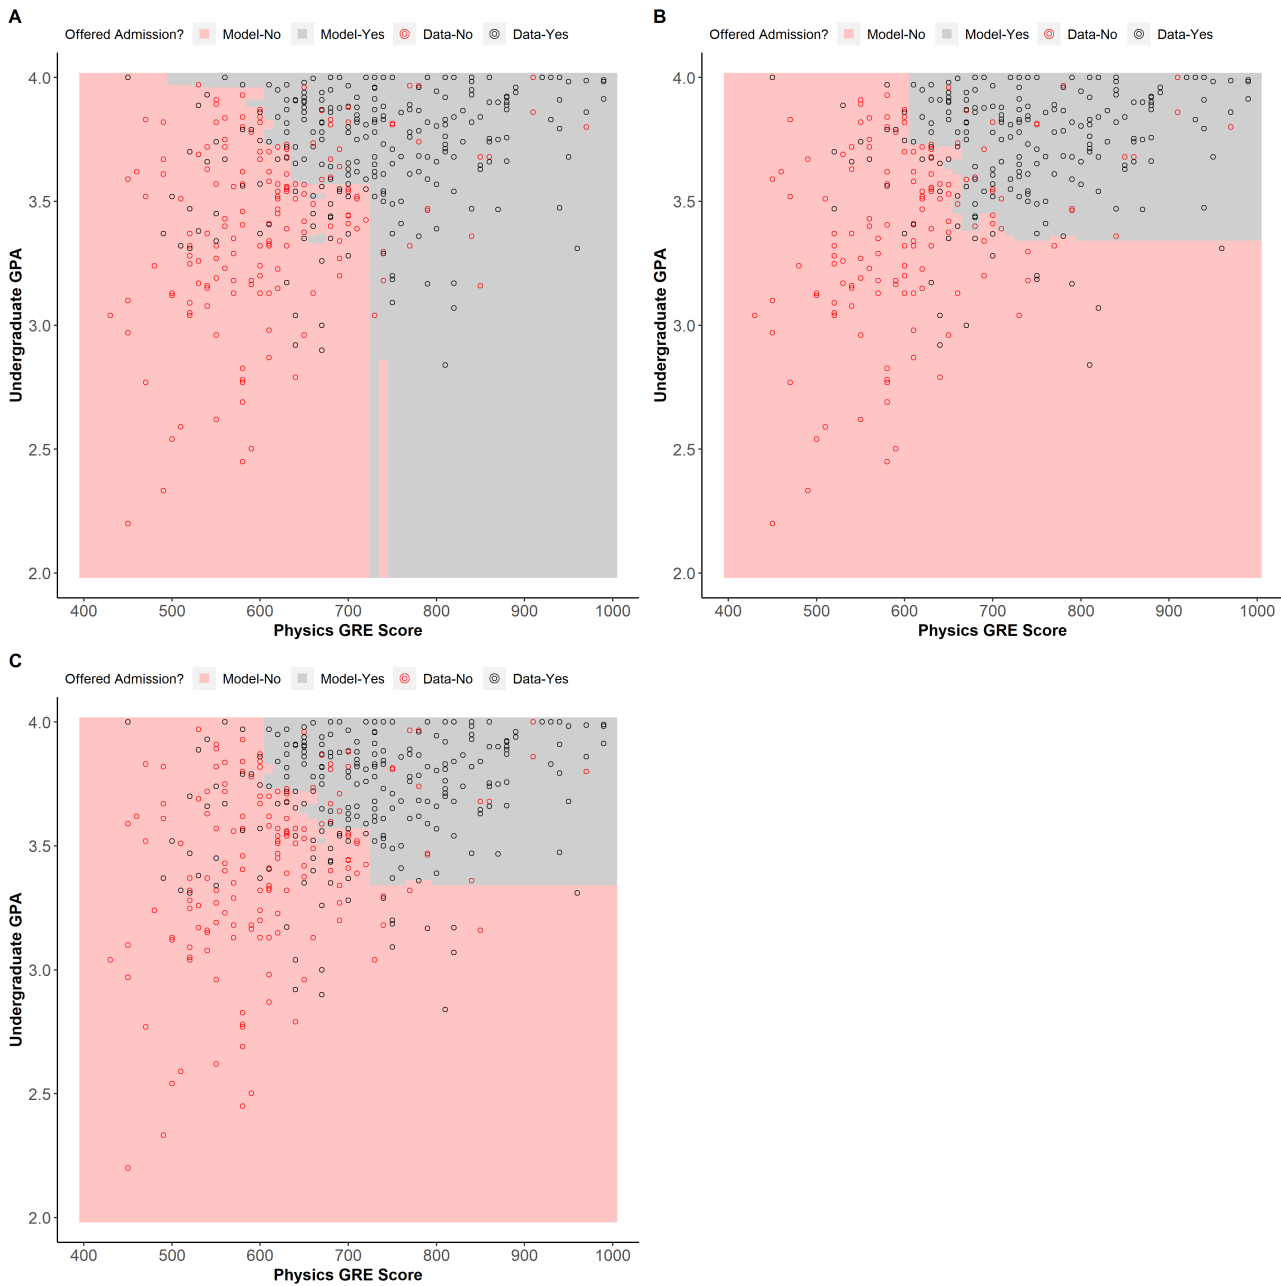 A
Offered Admission? Model-No Model-Yes Data-No Data-Yes
4.0
3.5
3.0
2.5
2.0
Undergraduate GPA
400 500 600 700 800 900 1000
Physics GRE Score
B
Offered Admission? Model-No Model-Yes Data-No Data-Yes
4.0
3.5
3.0
2.5
2.0
Undergraduate GPA
400 500 600 700 800 900 1000
Physics GRE Score
C
Offered Admission? Model-No Model-Yes Data-No Data-Yes
4.0
3.5
3.0
2.5
2.0
Undergraduate GPA
400 500 600 700 800 900 1000
Physics GRE Score